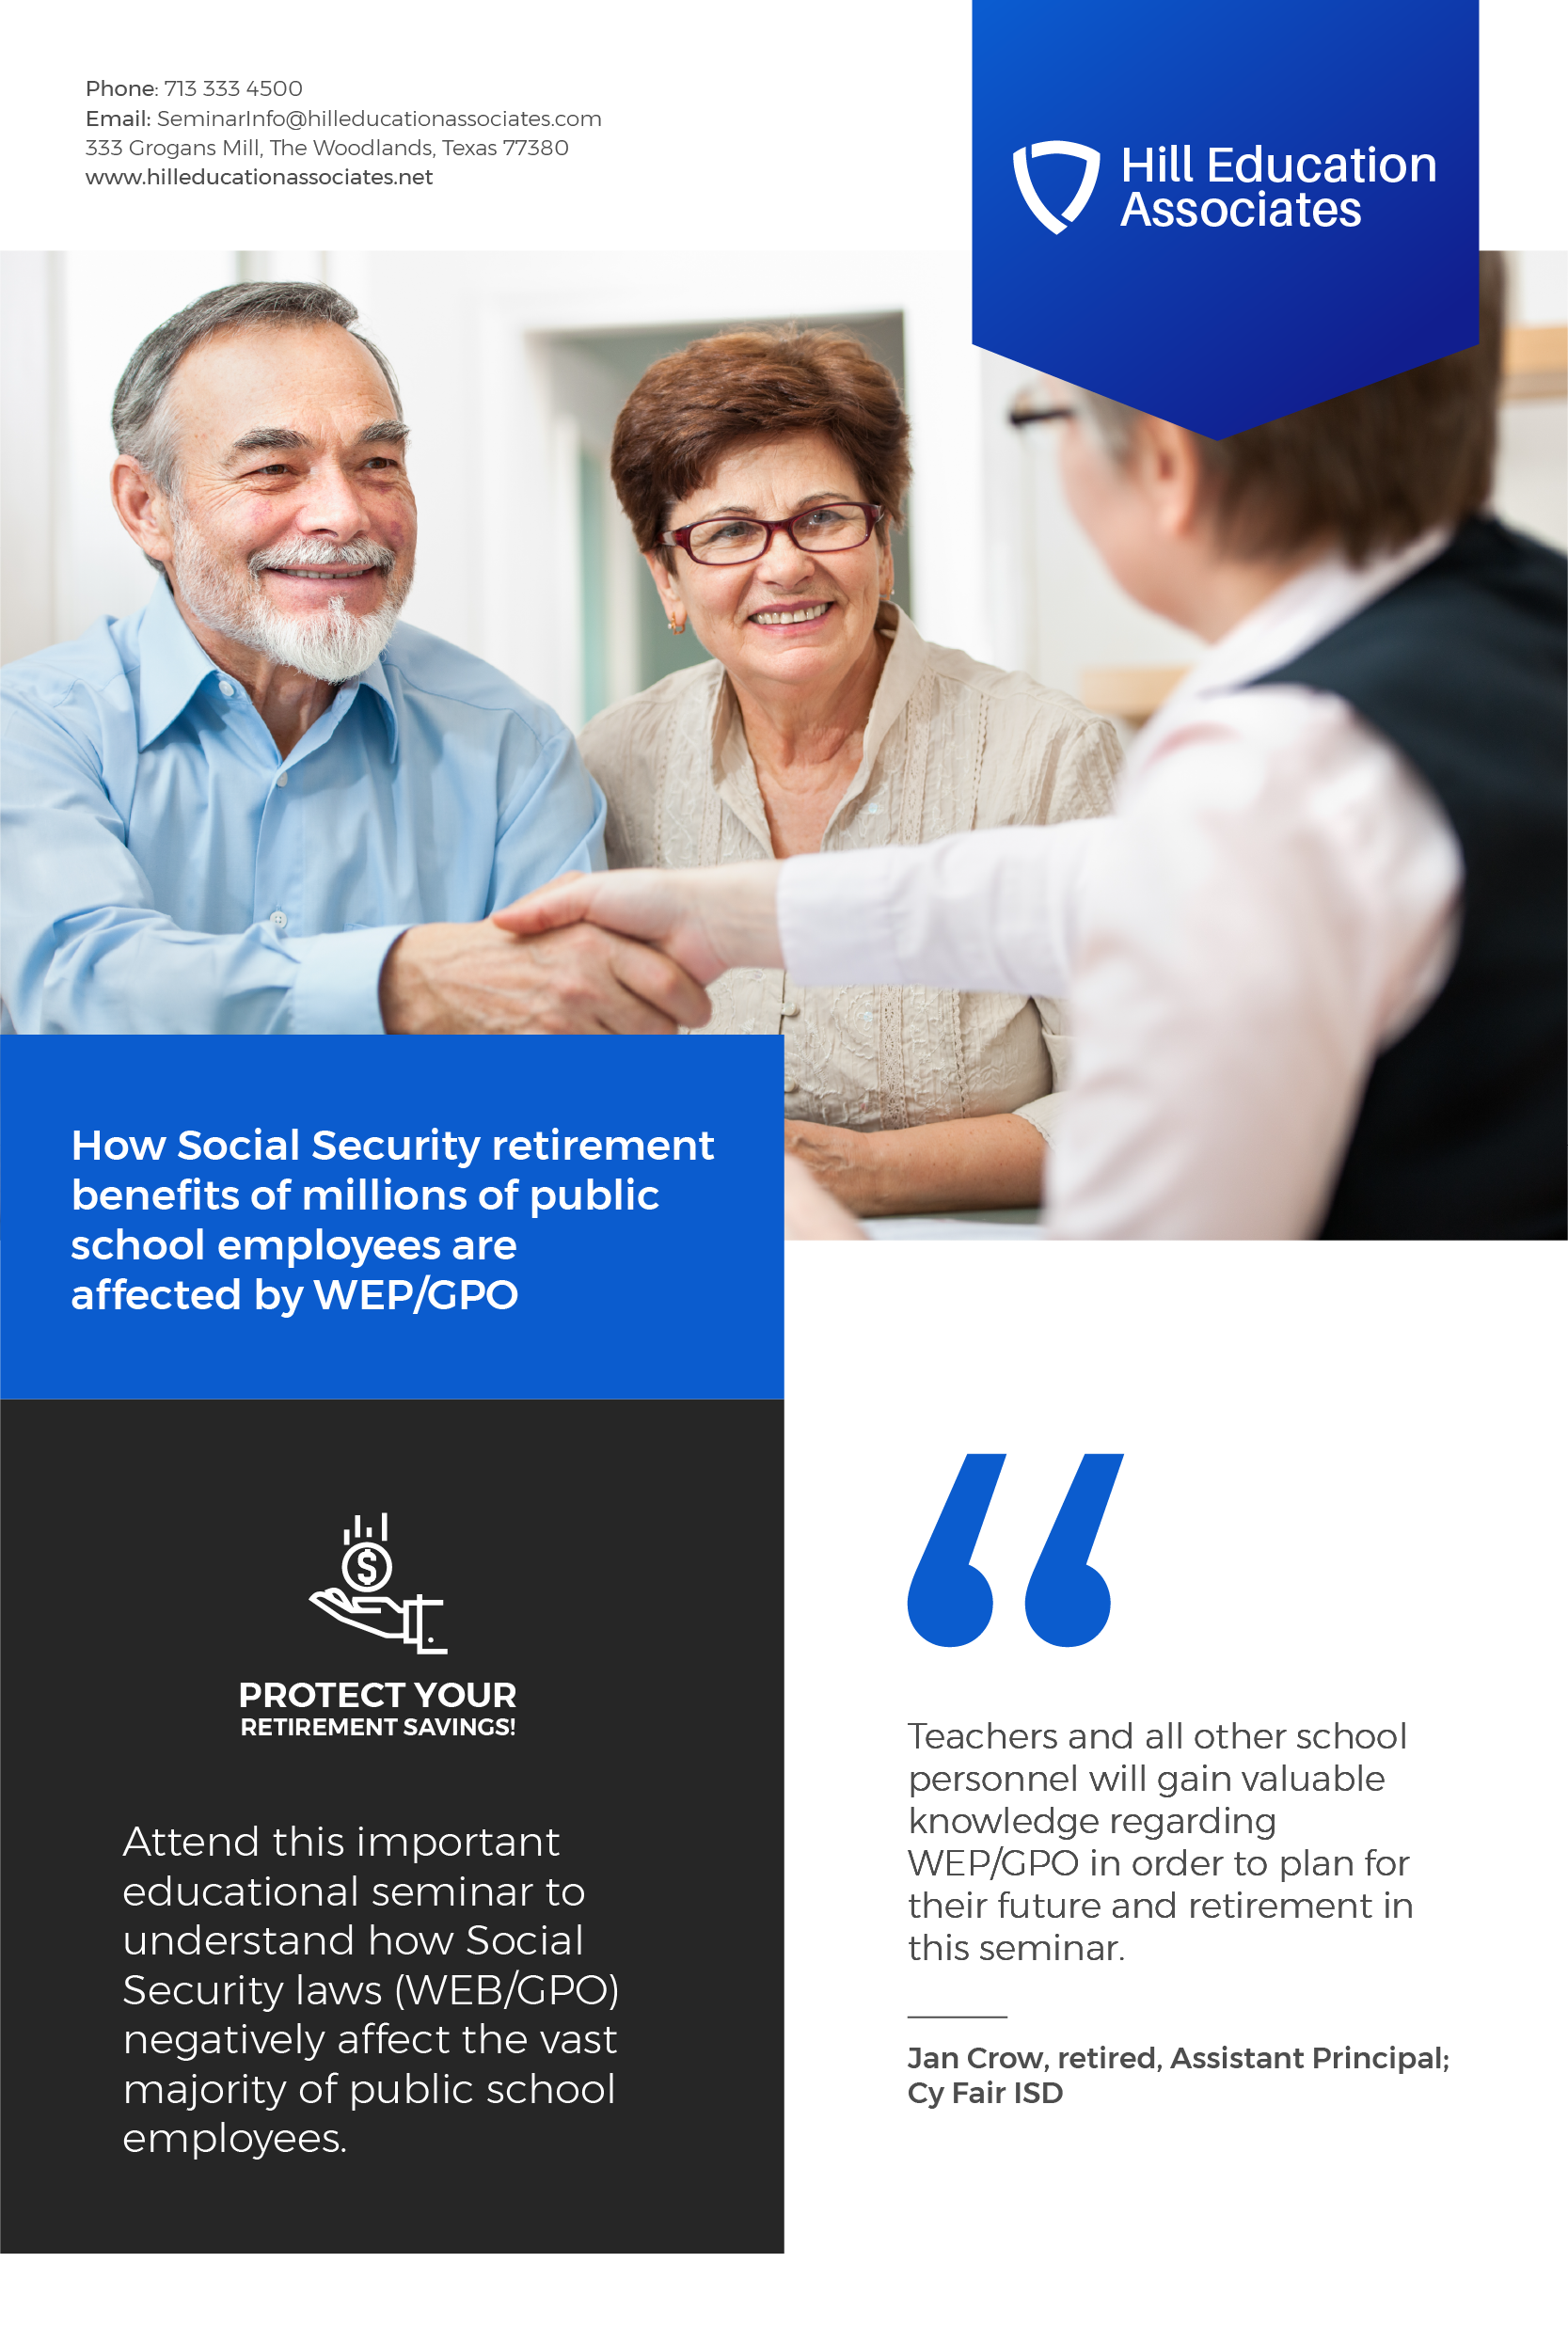 Phone: 713 333 4500
Email: SeminarInfo@hilleducationassociates.com
333 Grogans Mill, The Woodlands, Texas 77380
www.hilleducationassociates.net
Hill Education
Associates
How Social Security retirement
benefits of millions of public
school employees are
affected by WEP/GPO
$
PROTECT YOUR
RETIREMENT SAVINGS!
Attend this important
educational seminar to
understand how Social
Security laws (WEB/GPO)
negatively affect the vast
majority of public school
employees.
“
Teachers and all other school
personnel will gain valuable
knowledge regarding
WEP/GPO in order to plan for
their future and retirement in
this seminar.
Jan Crow, retired, Assistant Principal;
Cy Fair ISD